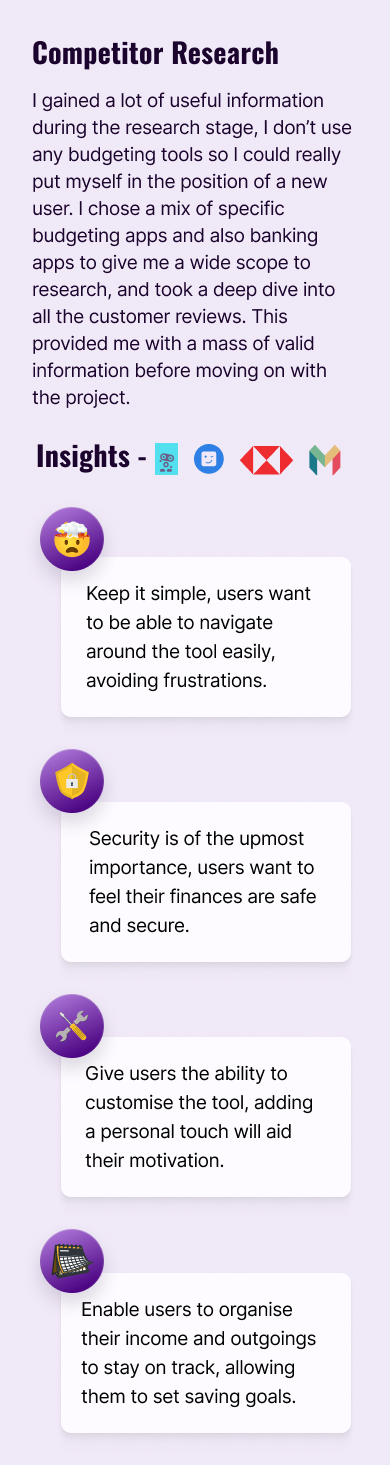 Competitor Research
I gained a lot of useful information
during the research stage, I don’t use
any budgeting tools so I could really
put myself in the position of a new
user. I chose a mix of specific
budgeting apps and also banking
apps to give me a wide scope to
research, and took a deep dive into
all the customer reviews. This
provided me with a mass of valid
information before moving on with
the project.
Insights -
Keep it simple, users want
to be able to navigate
around the tool easily,
avoiding frustrations.
Security is of the upmost
importance, users want to
feel their finances are safe
and secure.
Give users the ability to
customise the tool, adding
a personal touch will aid
their motivation.
Enable users to organise
their income and outgoings
to stay on track, allowing
them to set saving goals.